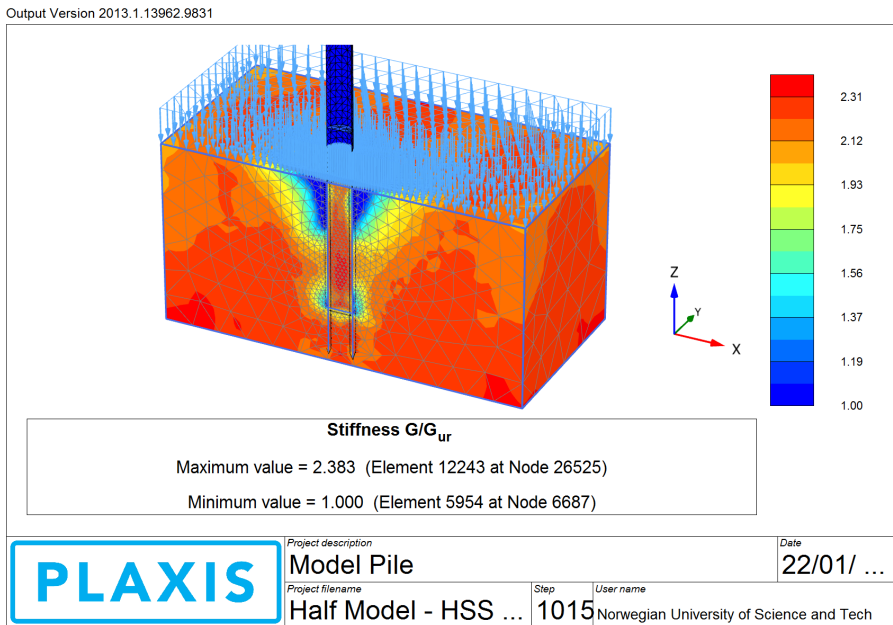 Output Version 2013.1.13962.9831
2.31
2.12
1.93
1.75
1.56
1.37
1.19
1.00
Z
Y
X
Stiffness G/Gur
Maximum value = 2.383 (Element 12243 at Node 26525)
Minimum value = 1.000 (Element 5954 at Node 6687)
PLAXIS
Project description
Model Pile
Date
22/01/ ...
Project filename
Half Model - HSS ...
Step
1015
User name
Norwegian University of Science and Tech